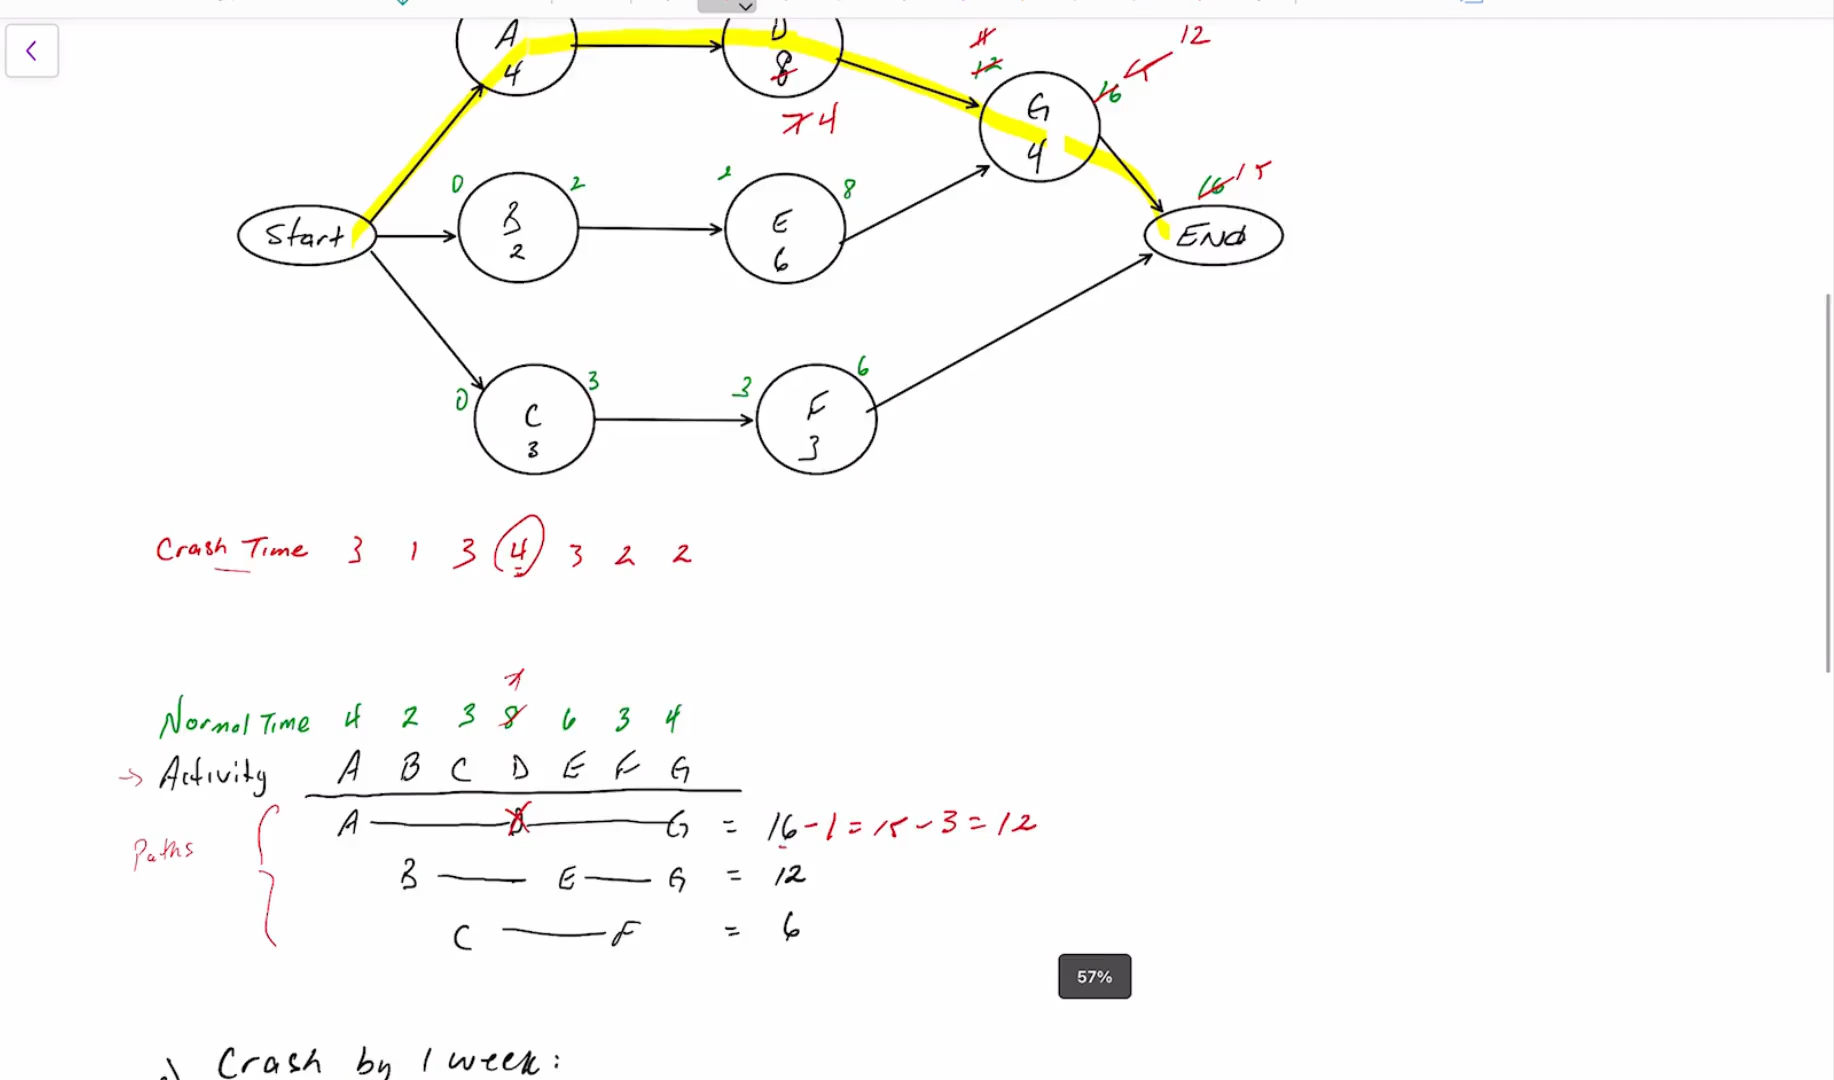 A D 11 12
4 8 12 15 16
7 4 G
4
0 2 2 8 16 15
Start B E End
2 6
0 3 3 6
C F
3 3
Crash Time 3 1 3 4 3 2 2
7
Normal Time 4 2 3 8 6 3 4
→ Activity A B C D E F G
A D G = 16 - 1 = 15 - 3 = 12
Paths
B E G = 12
C F = 6
57%
Crash by 1 week: